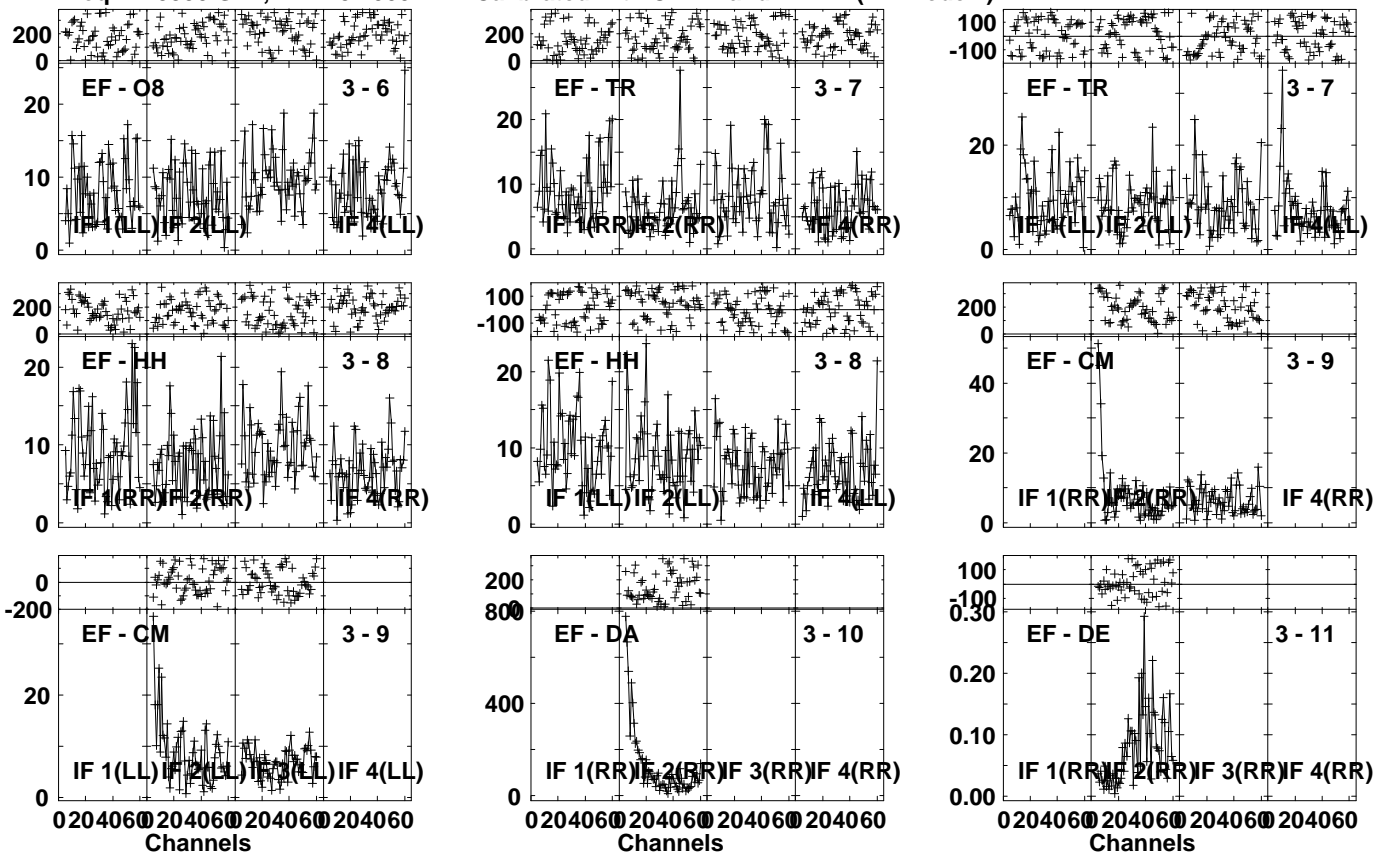 200
0
200
0
100
-100
EF - O8 3 - 6
EF - TR 3 - 7
EF - TR 3 - 7
20
10
0
20
10
0
20
10
0
IF 1(LL) IF 2(LL) IF 4(LL)
IF 1(RR) IF 2(RR) IF 4(RR)
IF 1(LL) IF 2(LL) IF 4(LL)
200
0
100
-100
200
0
EF - HH 3 - 8
EF - HH 3 - 8
EF - CM 3 - 9
20
10
0
20
10
0
40
20
0
IF 1(RR) IF 2(RR) IF 4(RR)
IF 1(LL) IF 2(LL) IF 4(LL)
IF 1(RR) IF 2(RR) IF 4(RR)
0
-200
200
0
100
-100
EF - CM 3 - 9
EF - DA 3 - 10
EF - DE 3 - 11
20
0
800
400
0
0.30
0.20
0.10
0.00
IF 1(LL) IF 2(LL) IF 3(LL) IF 4(LL)
IF 1(RR) IF 2(RR) IF 3(RR) IF 4(RR)
IF 1(RR) IF 2(RR) IF 3(RR) IF 4(RR)
0 20 40 60 0 20 40 60 0 20 40 60 0 20 40 60
0 20 40 60 0 20 40 60 0 20 40 60 0 20 40 60
0 20 40 60 0 20 40 60 0 20 40 60 0 20 40 60
Channels
Channels
Channels